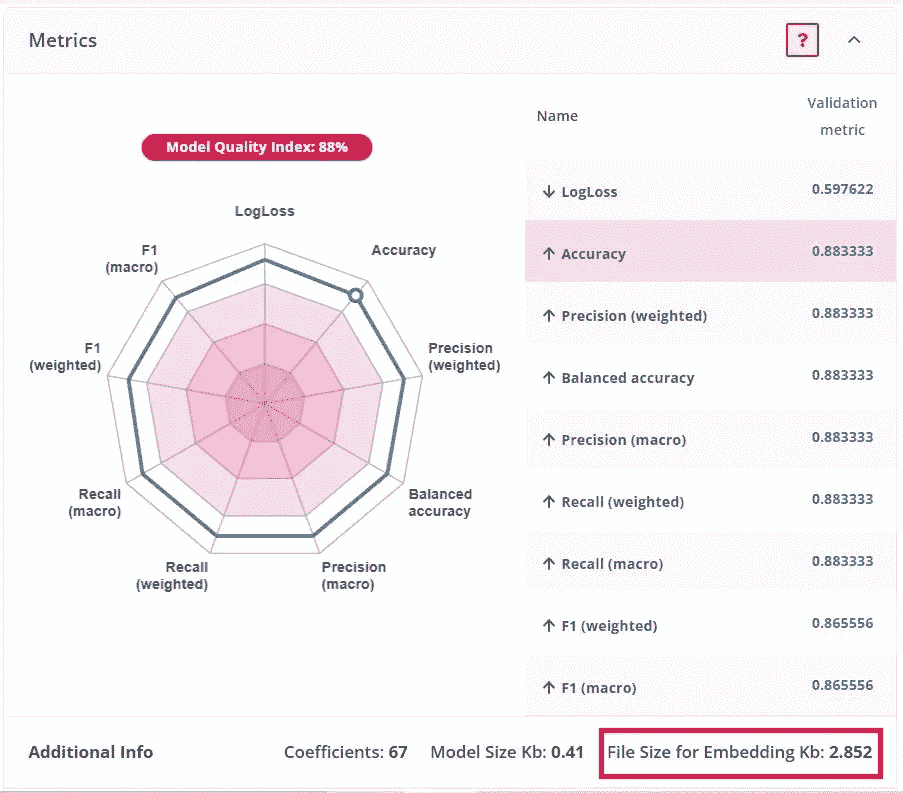 Metrics
?
Model Quality Index: 88%
LogLoss
Accuracy
Precision
(weighted)
Balanced
accuracy
Precision
(macro)
Recall
(weighted)
Recall
(macro)
F1
(weighted)
F1
(macro)
Name
Validation
metric
↓ LogLoss 0.597622
↑ Accuracy 0.883333
↑ Precision (weighted) 0.883333
↑ Balanced accuracy 0.883333
↑ Precision (macro) 0.883333
↑ Recall (weighted) 0.883333
↑ Recall (macro) 0.883333
↑ F1 (weighted) 0.865556
↑ F1 (macro) 0.865556
Additional Info Coefficients: 67 Model Size Kb: 0.41 File Size for Embedding Kb: 2.852